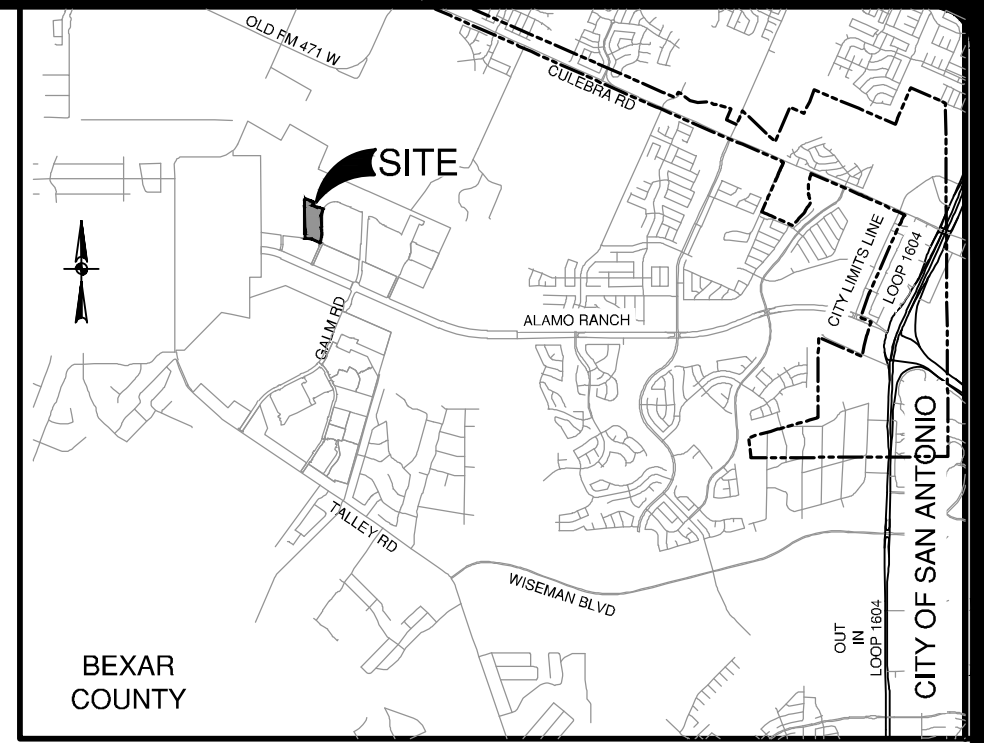 OLD FM 471 W
CULEBRA RD
SITE
CITY LIMITS LINE
LOOP 1604
GALM RD
ALAMO RANCH
TALLEY RD
WISEMAN BLVD
OUT
IN
LOOP 1604
CITY OF SAN ANTONIO
BEXAR
COUNTY